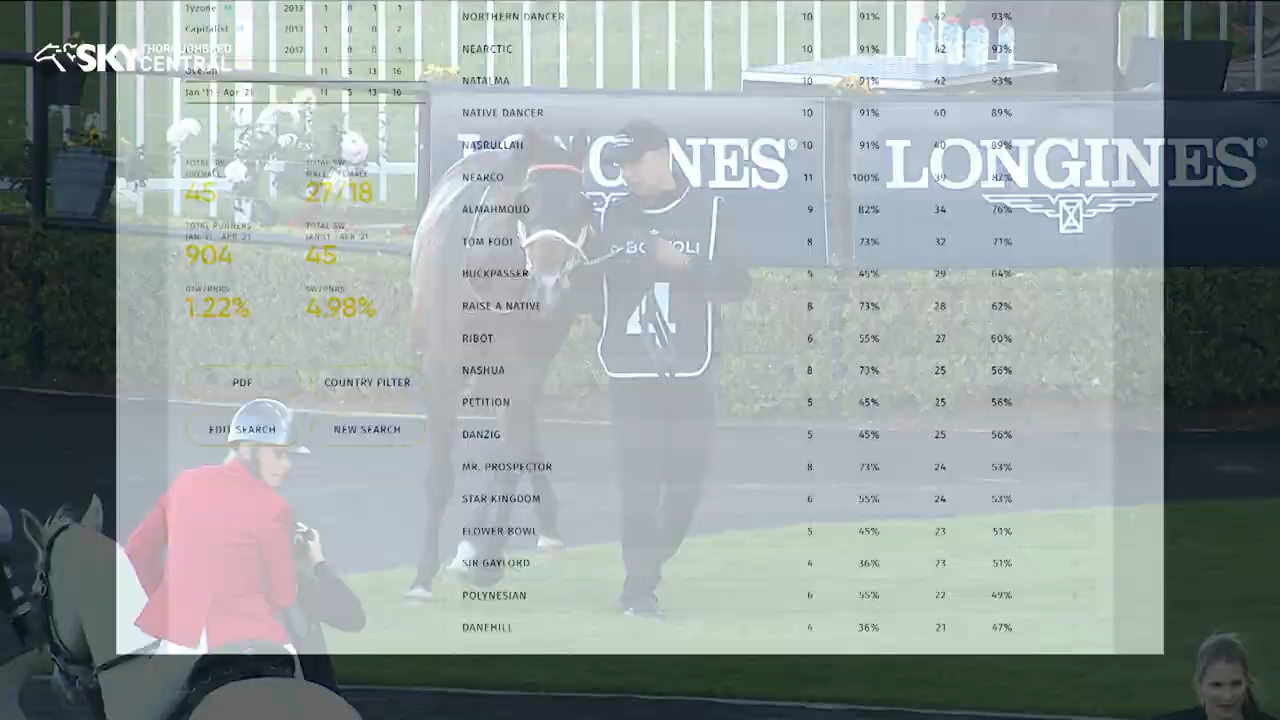 Tyzone M 2013 1 0 1 1
Capitalist M 2013 1 0 0 2
2017 1 0 0 1
Overall 11 5 13 16
Jan '11 - Apr '21 11 5 13 16
SKY THOROUGHBRED CENTRAL
TOTAL SW OVERALL
45
TOTAL SW MALE/FEMALE
27/18
TOTAL RUNNERS JAN '11 - APR '21
904
TOTAL SW JAN '11 - APR '21
45
G1W/RNRS
1.22%
SW/RNRS
4.98%
PDF
COUNTRY FILTER
EDIT SEARCH
NEW SEARCH
NORTHERN DANCER 10 91% 42 93%
NEARCTIC 10 91% 42 93%
NATALMA 10 91% 42 93%
NATIVE DANCER 10 91% 40 89%
NASRULLAH 10 91% 40 89%
NEARCO 11 100% 39 87%
ALMAHMOUD 9 82% 34 76%
TOM FOOL 8 73% 32 71%
BUCKPASSER 5 45% 29 64%
RAISE A NATIVE 8 73% 28 62%
RIBOT 6 55% 27 60%
NASHUA 8 73% 25 56%
PETITION 5 45% 25 56%
DANZIG 5 45% 25 56%
MR. PROSPECTOR 8 73% 24 53%
STAR KINGDOM 6 55% 24 53%
FLOWER BOWL 5 45% 23 51%
SIR GAYLORD 4 36% 23 51%
POLYNESIAN 6 55% 22 49%
DANEHILL 4 36% 21 47%
LONGINES®
LONGINES®
4